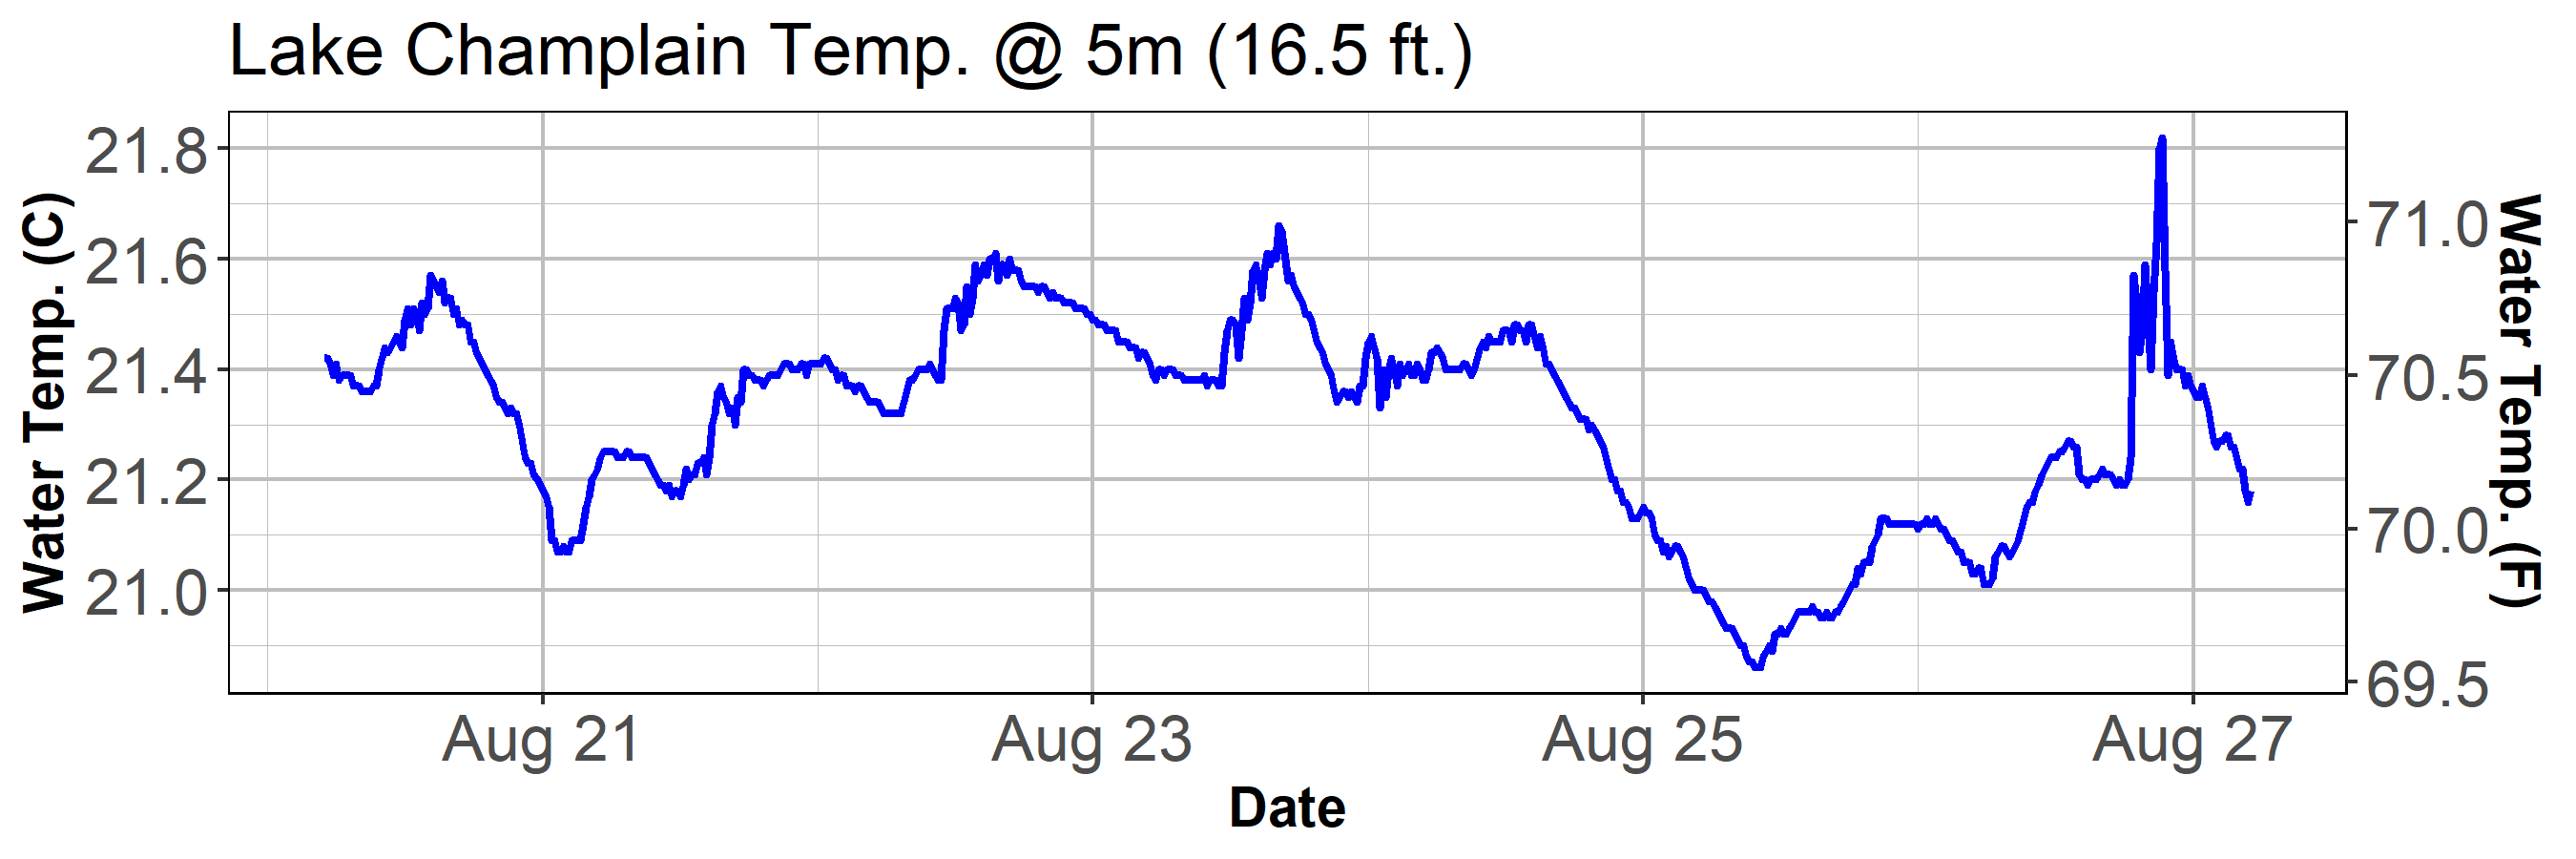 Lake Champlain Temp. @ 5m (16.5 ft.)
Water Temp. (C)
21.8
21.6
21.4
21.2
21.0
71.0
70.5
70.0
69.5
Water Temp. (F)
Aug 21
Aug 23
Aug 25
Aug 27
Date